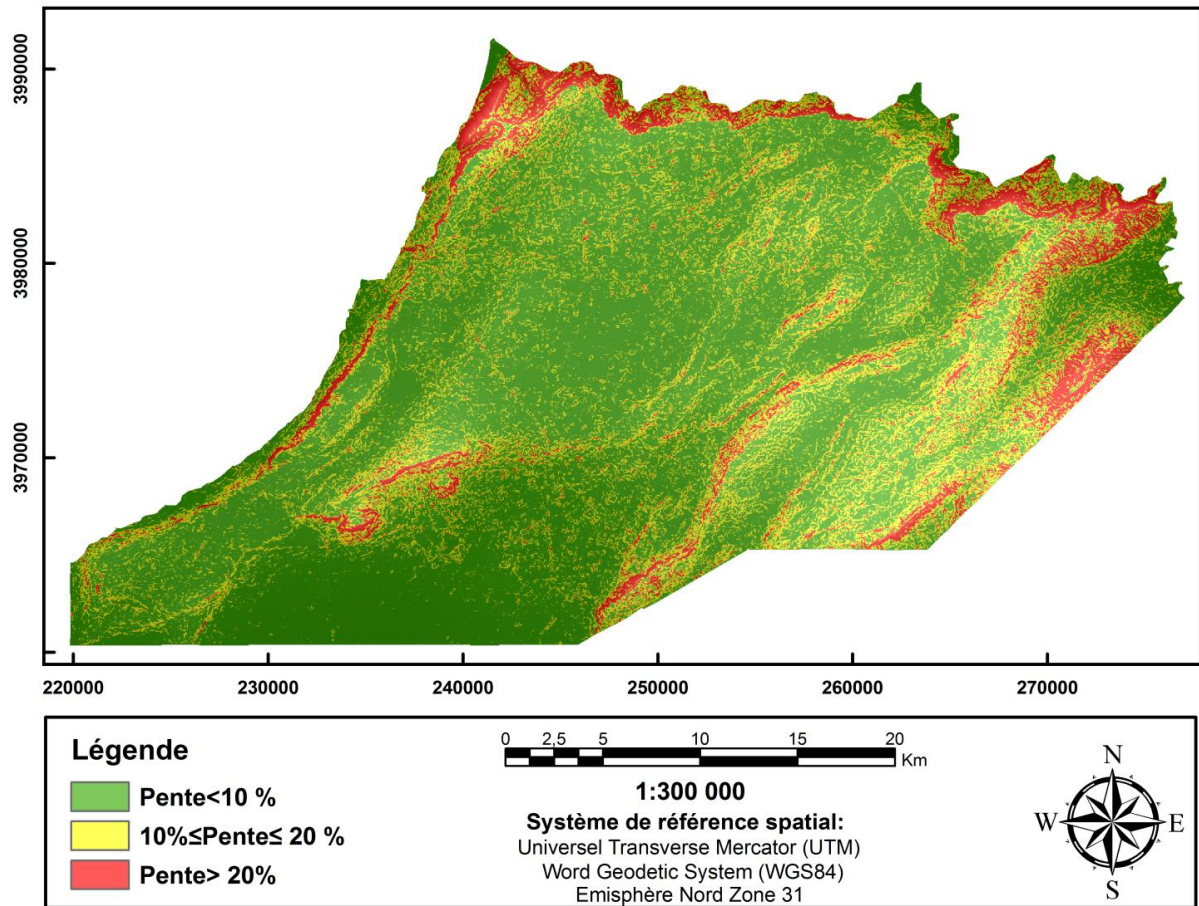 3990000
3980000
3970000
220000 230000 240000 250000 260000 270000
Légende
Pente<10 %
10%≤Pente≤ 20 %
Pente> 20%
0 2,5 5 10 15 20
Km
1:300 000
Système de référence spatial:
Universel Transverse Mercator (UTM)
Word Geodetic System (WGS84)
Emisphère Nord Zone 31
N
W E
S